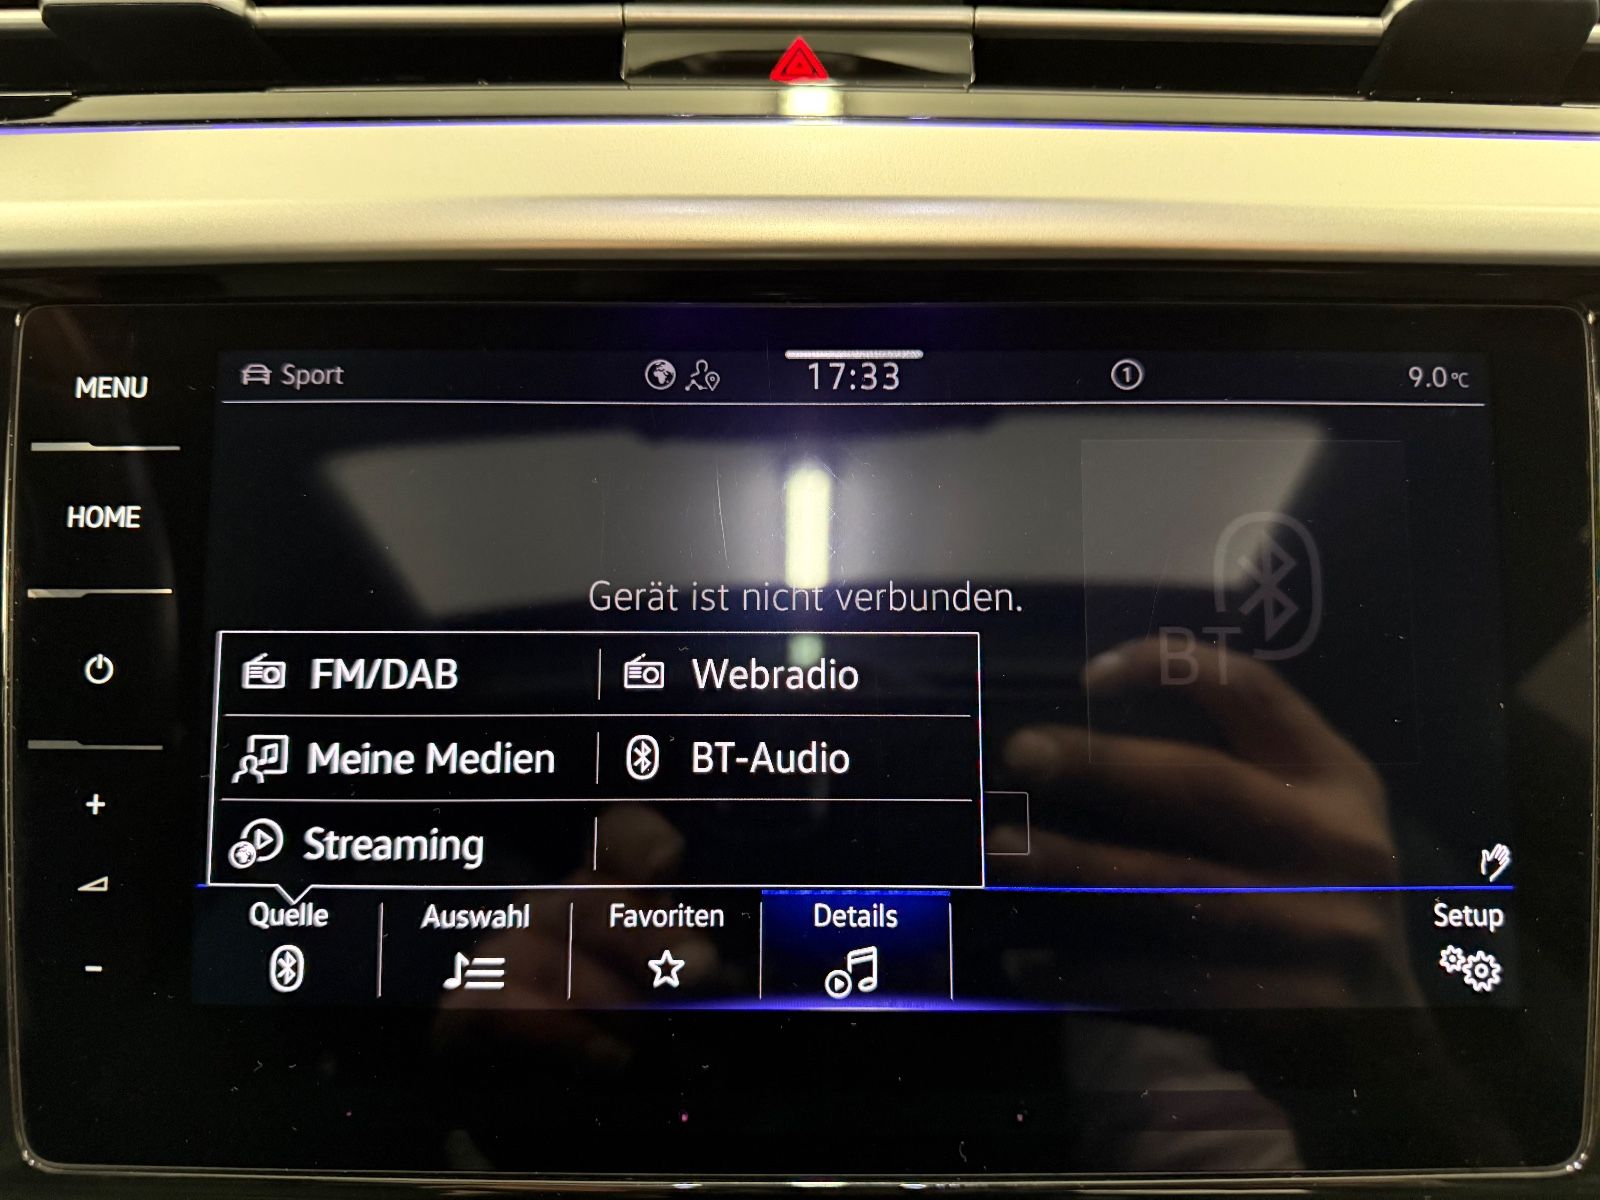 MENU
HOME
+
-
Sport
17:33
1
9.0°C
Gerät ist nicht verbunden.
BT
FM/DAB
Webradio
Meine Medien
BT-Audio
Streaming
Quelle
Auswahl
Favoriten
Details
Setup